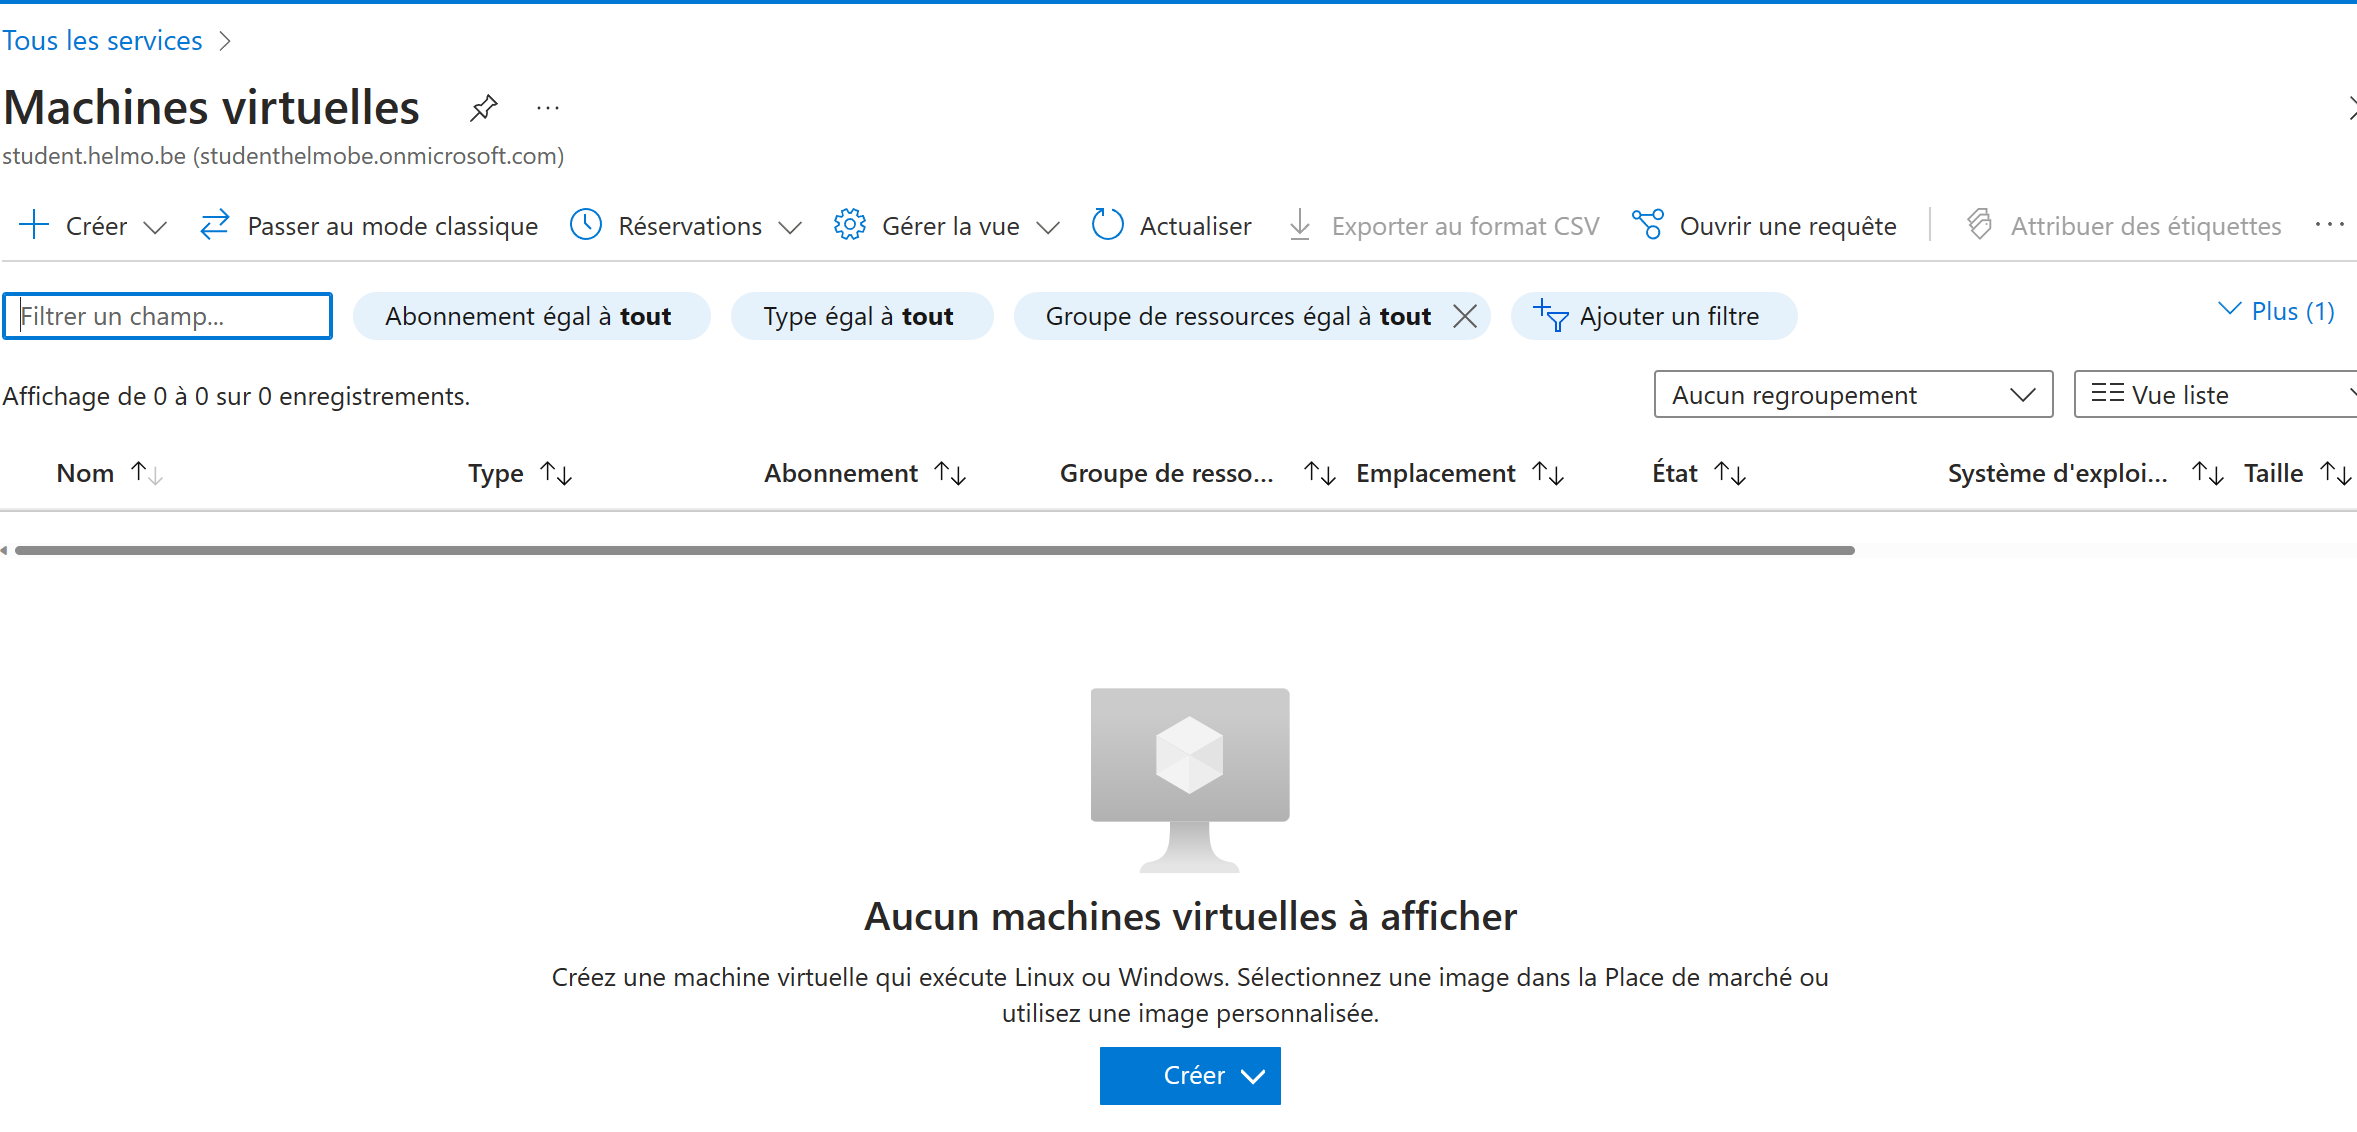 Tous les services
Machines virtuelles
student.helmo.be (studenthelmobe.onmicrosoft.com)
Créer Passer au mode classique Réservations Gérer la vue Actualiser Exporter au format CSV Ouvrir une requête Attribuer des étiquettes
Filtrer un champ... Abonnement égal à tout Type égal à tout Groupe de ressources égal à tout Ajouter un filtre Plus (1)
Affichage de 0 à 0 sur 0 enregistrements. Aucun regroupement Vue liste
Nom Type Abonnement Groupe de resso... Emplacement État Système d'exploi... Taille
Aucun machines virtuelles à afficher
Créez une machine virtuelle qui exécute Linux ou Windows. Sélectionnez une image dans la Place de marché ou
utilisez une image personnalisée.
Créer